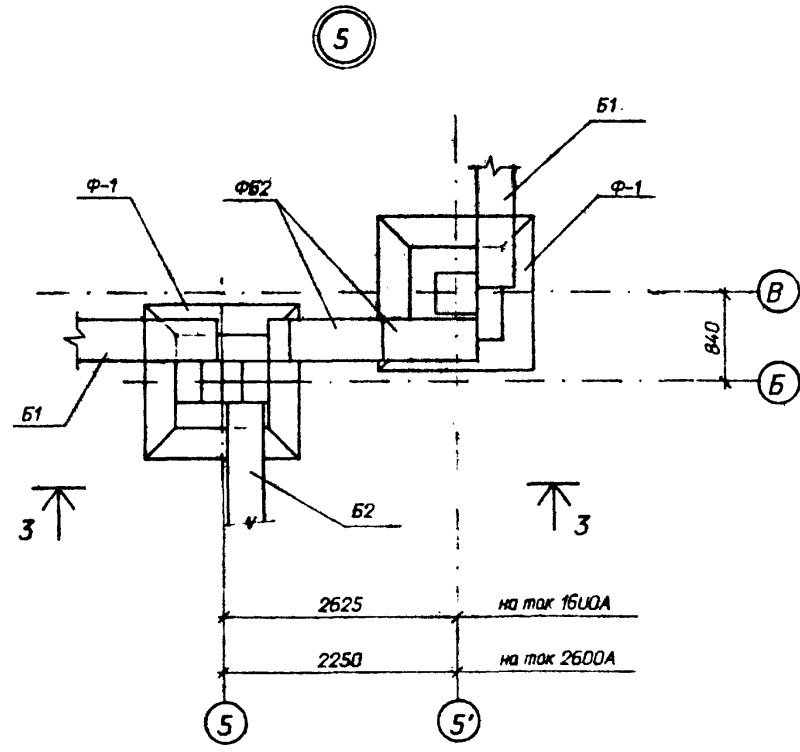 5
Б1
Ф-1
ФБ2
Ф-1
В
840
Б
Б1
Б2
3
3
2625 на ток 1600А
2250 на ток 2600А
5
5'